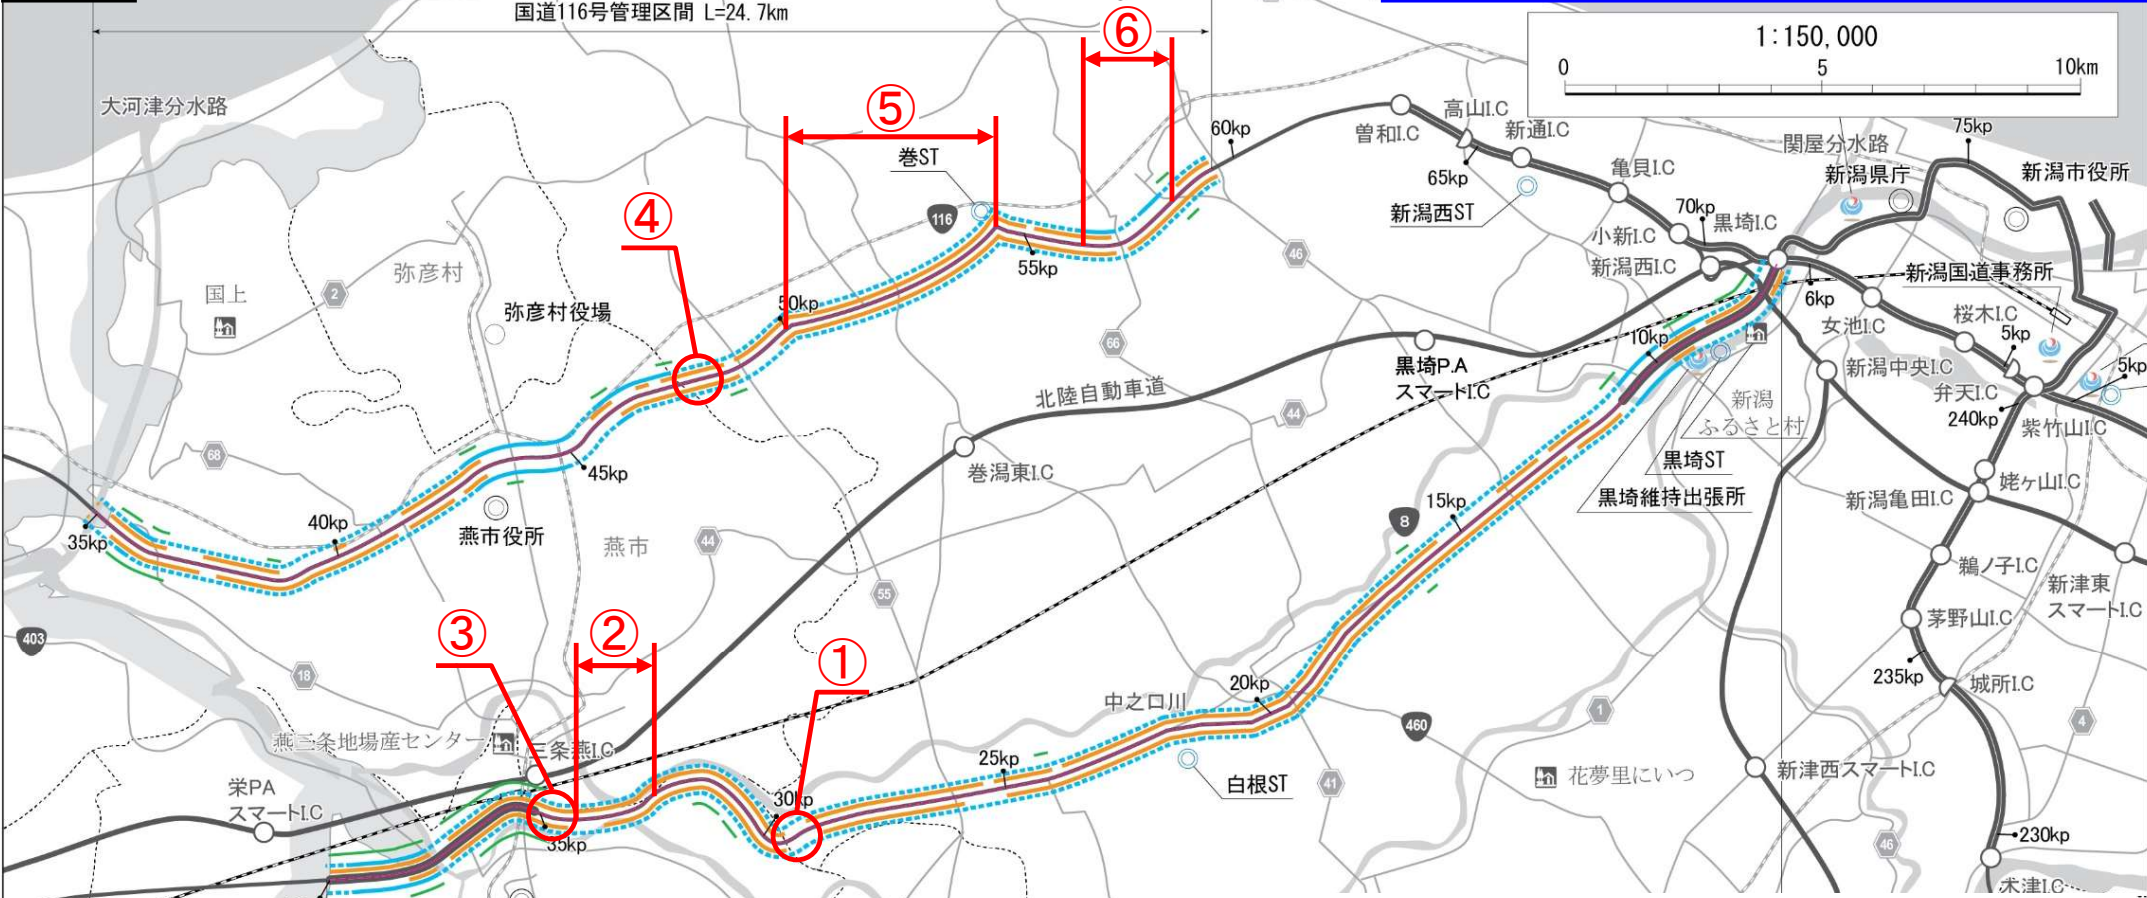 国道116号管理区間 L=24.7km
⑥
1:150,000
0
5
10km
大河津分水路
⑤
60kp
曽和I.C
高山I.C
新通I.C
関屋分水路
75kp
巻ST
65kp
亀貝I.C
新潟県庁
新潟市役所
④
116
新潟西ST
70kp
黒埼I.C
小新I.C
46
新潟西I.C
55kp
弥彦村
新潟国道事務所
国上
2
50kp
6kp
弥彦村役場
女池I.C
桜木I.C
5kp
66
10kp
黒埼P.A
スマートI.C
新潟中央I.C
5kp
北陸自動車道
弁天I.C
新潟
ふるさと村
44
240kp
紫竹山I.C
68
45kp
巻潟東I.C
黒埼ST
姥ヶ山I.C
黒埼維持出張所
新潟亀田I.C
40kp
15kp
8
燕市役所
35kp
燕市
44
鵜ノ子I.C
新津東
スマートI.C
55
茅野山I.C
403
③
②
①
18
235kp
城所I.C
20kp
中之口川
460
1
4
燕三条地場産センター
三条燕I.C
25kp
白根ST
41
花夢里にいつ
新津西スマートI.C
栄PA
スマートI.C
30kp
35kp
230kp
46
木津I.C